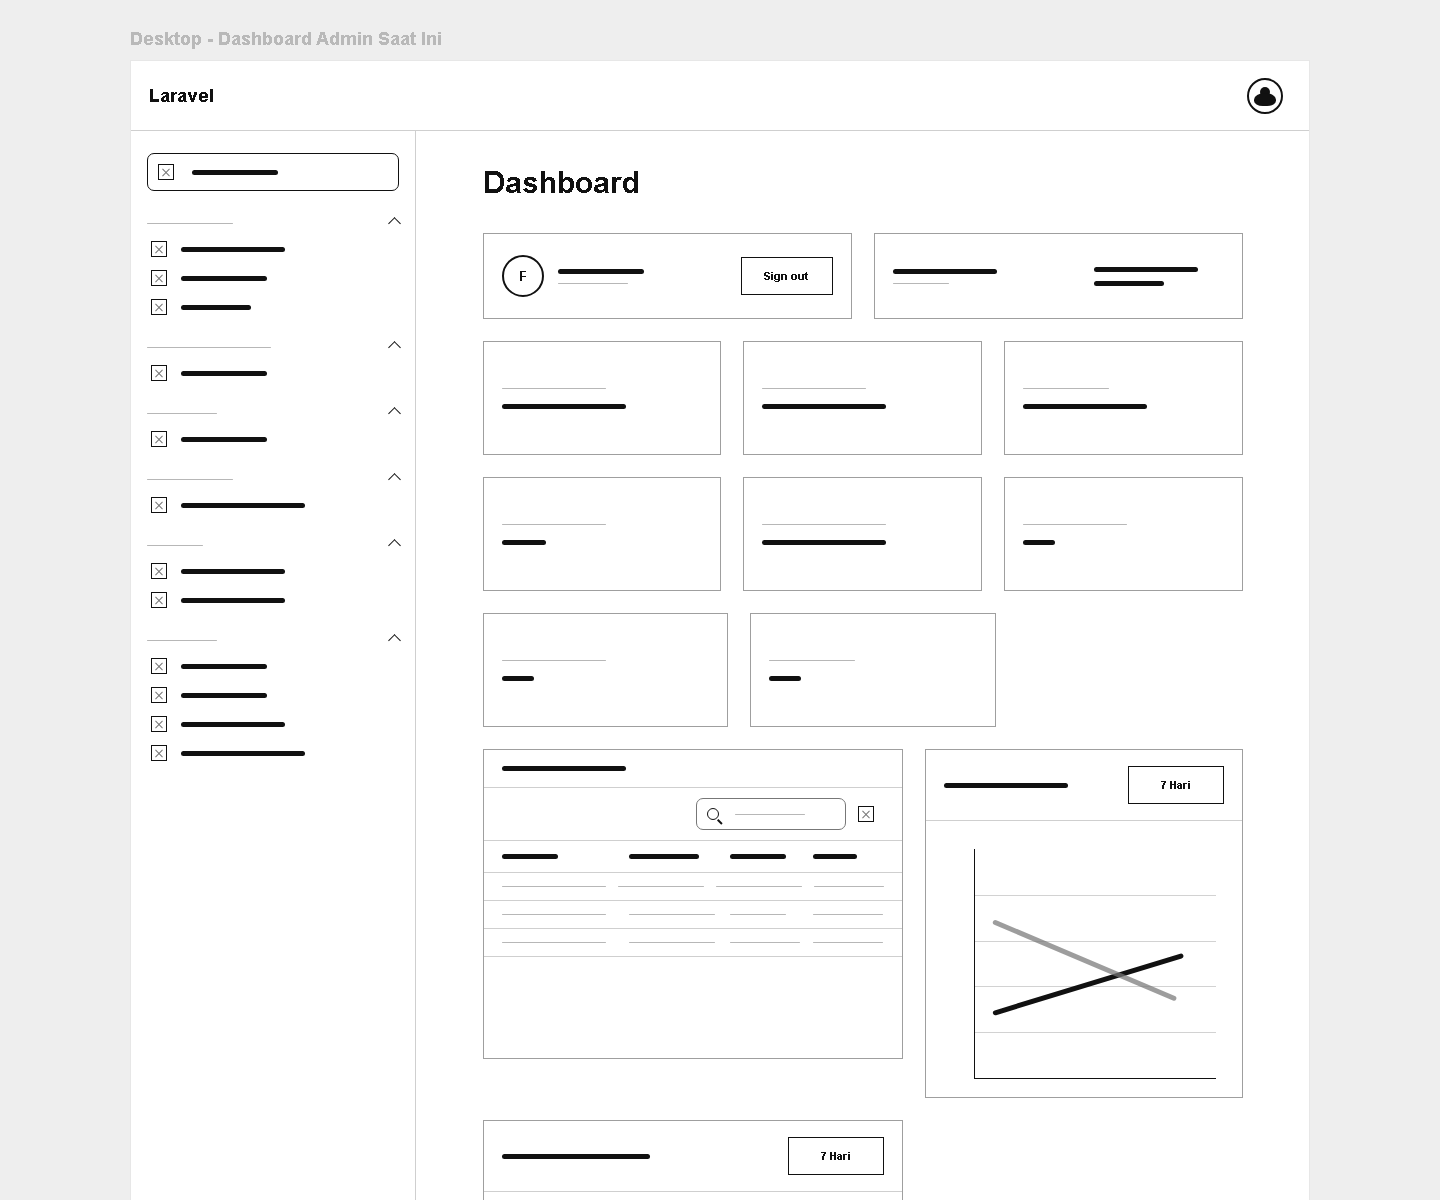 Desktop - Dashboard Admin Saat Ini
Laravel
Dashboard
F
Sign out
7 Hari
7 Hari